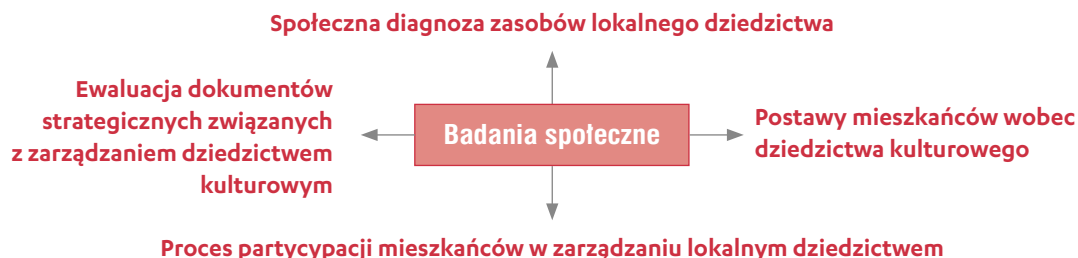 Społeczna diagnoza zasobów lokalnego dziedzictwa
Ewaluacja dokumentów
strategicznych związanych
z zarządzaniem dziedzictwem
kulturowym
Badania społeczne
Postawy mieszkańców wobec
dziedzictwa kulturowego
Proces partycypacji mieszkańców w zarządzaniu lokalnym dziedzictwem